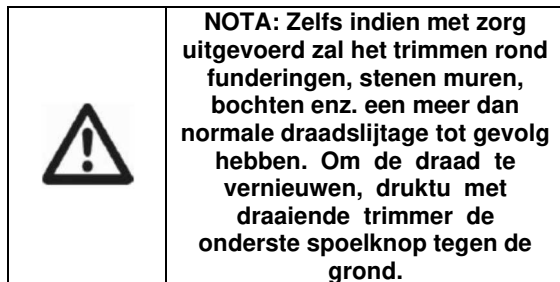 NOTA: Zelfs indien met zorg
uitgevoerd zal het trimmen rond
funderingen, stenen muren,
bochten enz. een meer dan
normale draadslijtage tot gevolg
hebben. Om de draad te
vernieuwen, druktu met
draaiende trimmer de
onderste spoelknop tegen de
grond.